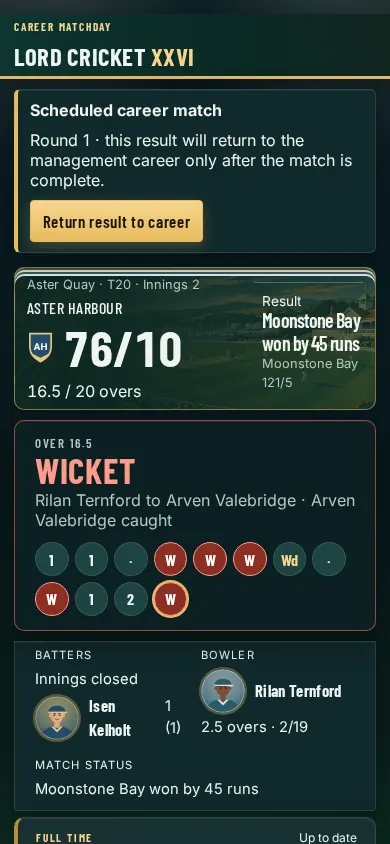 CAREER MATCHDAY
LORD CRICKET XXVI
Scheduled career match
Round 1 · this result will return to the
management career only after the match is
complete.
Return result to career
Aster Quay · T20 · Innings 2
ASTER HARBOUR
AH
76/10
16.5 / 20 overs
Result
Moonstone Bay
won by 45 runs
Moonstone Bay
121/5
OVER 16.5
WICKET
Rilan Ternford to Arven Valebridge · Arven
Valebridge caught
1 1 · W W W Wd ·
W 1 2 W
BATTERS
Innings closed
Isen
Kelholt
1
(1)
BOWLER
Rilan Ternford
2.5 overs · 2/19
MATCH STATUS
Moonstone Bay won by 45 runs
FULL TIME
Up to date